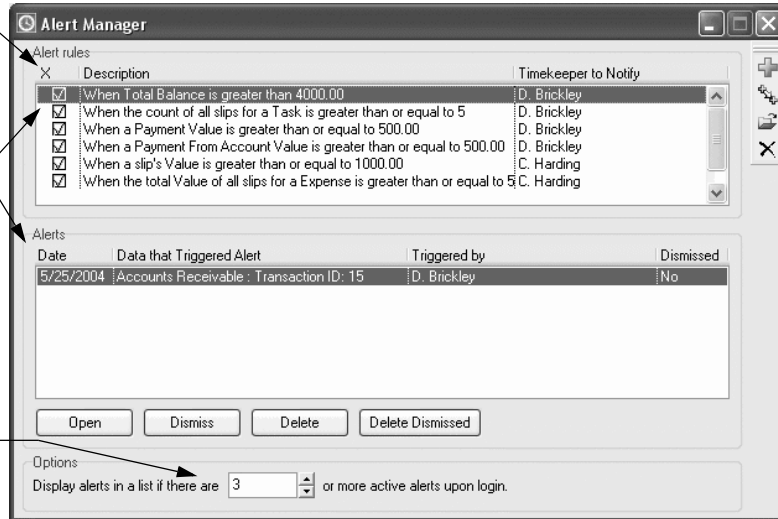 Alert Manager
Alert rules
X Description Timekeeper to Notify
When Total Balance is greater than 4000.00 D. Brickley
When the count of all slips for a Task is greater than or equal to 5 D. Brickley
When a Payment Value is greater than or equal to 500.00 D. Brickley
When a Payment From Account Value is greater than or equal to 500.00 D. Brickley
When a slip's Value is greater than or equal to 1000.00 C. Harding
When the total Value of all slips for a Expense is greater than or equal to 5 C. Harding
Alerts
Date Data that Triggered Alert Triggered by Dismissed
5/25/2004 Accounts Receivable : Transaction ID: 15 D. Brickley No
Open Dismiss Delete Delete Dismissed
Options
Display alerts in a list if there are 3 or more active alerts upon login.